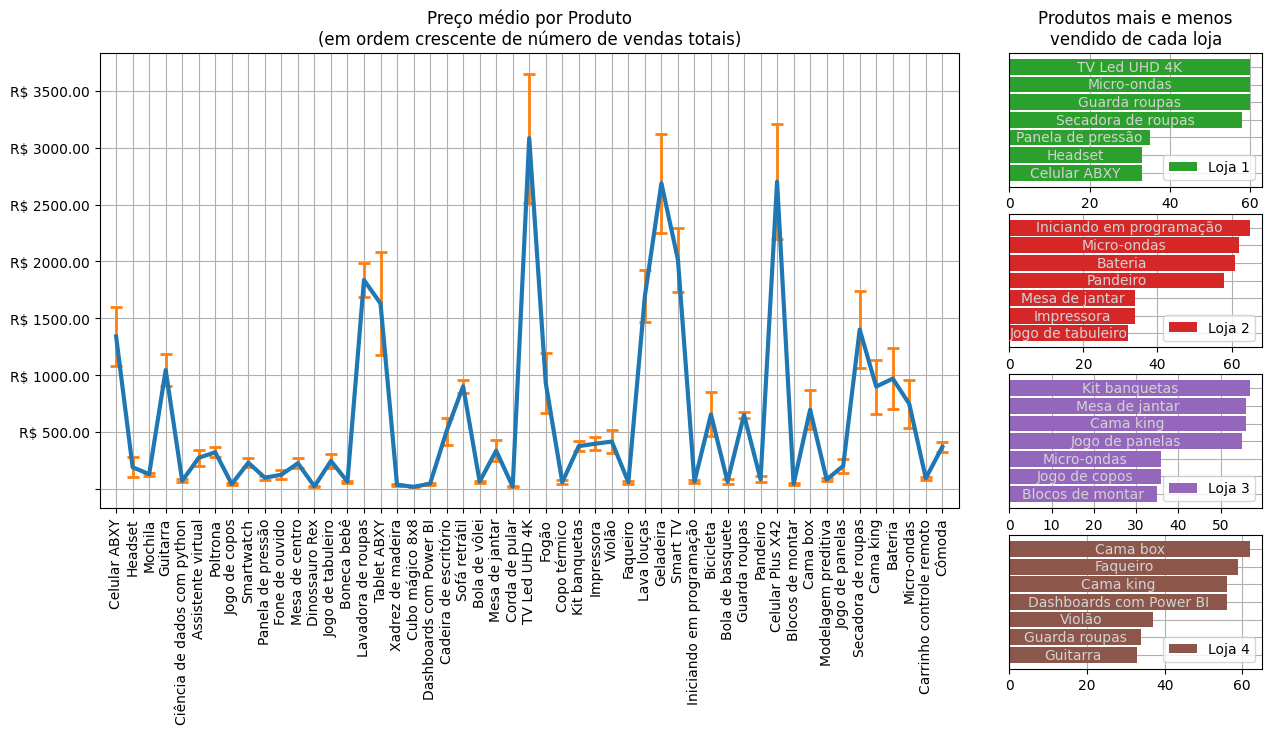 Preço médio por Produto
(em ordem crescente de número de vendas totais)
R$ 3500.00
R$ 3000.00
R$ 2500.00
R$ 2000.00
R$ 1500.00
R$ 1000.00
R$ 500.00
Celular ABXY
Headset
Mochila
Guitarra
Ciência de dados com python
Assistente virtual
Poltrona
Jogo de copos
Smartwatch
Panela de pressão
Fone de ouvido
Mesa de centro
Dinossauro Rex
Jogo de tabuleiro
Boneca bebê
Lavadora de roupas
Tablet ABXY
Xadrez de madeira
Cubo mágico 8x8
Dashboards com Power BI
Cadeira de escritório
Sofá retrátil
Bola de vôlei
Mesa de jantar
Corda de pular
TV Led UHD 4K
Fogão
Copo térmico
Kit banquetas
Impressora
Violão
Faqueiro
Lava louças
Geladeira
Smart TV
Iniciando em programação
Bicicleta
Bola de basquete
Guarda roupas
Pandeiro
Celular Plus X42
Blocos de montar
Cama box
Modelagem preditiva
Jogo de panelas
Secadora de roupas
Cama king
Bateria
Micro-ondas
Carrinho controle remoto
Cômoda
Produtos mais e menos
vendido de cada loja
TV Led UHD 4K
Micro-ondas
Guarda roupas
Secadora de roupas
Panela de pressão
Headset
Celular ABXY
Loja 1
0 20 40 60
Iniciando em programação
Micro-ondas
Bateria
Pandeiro
Mesa de jantar
Impressora
Jogo de tabuleiro
Loja 2
0 20 40 60
Kit banquetas
Mesa de jantar
Cama king
Jogo de panelas
Micro-ondas
Jogo de copos
Blocos de montar
Loja 3
0 10 20 30 40 50
Cama box
Faqueiro
Cama king
Dashboards com Power BI
Violão
Guarda roupas
Guitarra
Loja 4
0 20 40 60